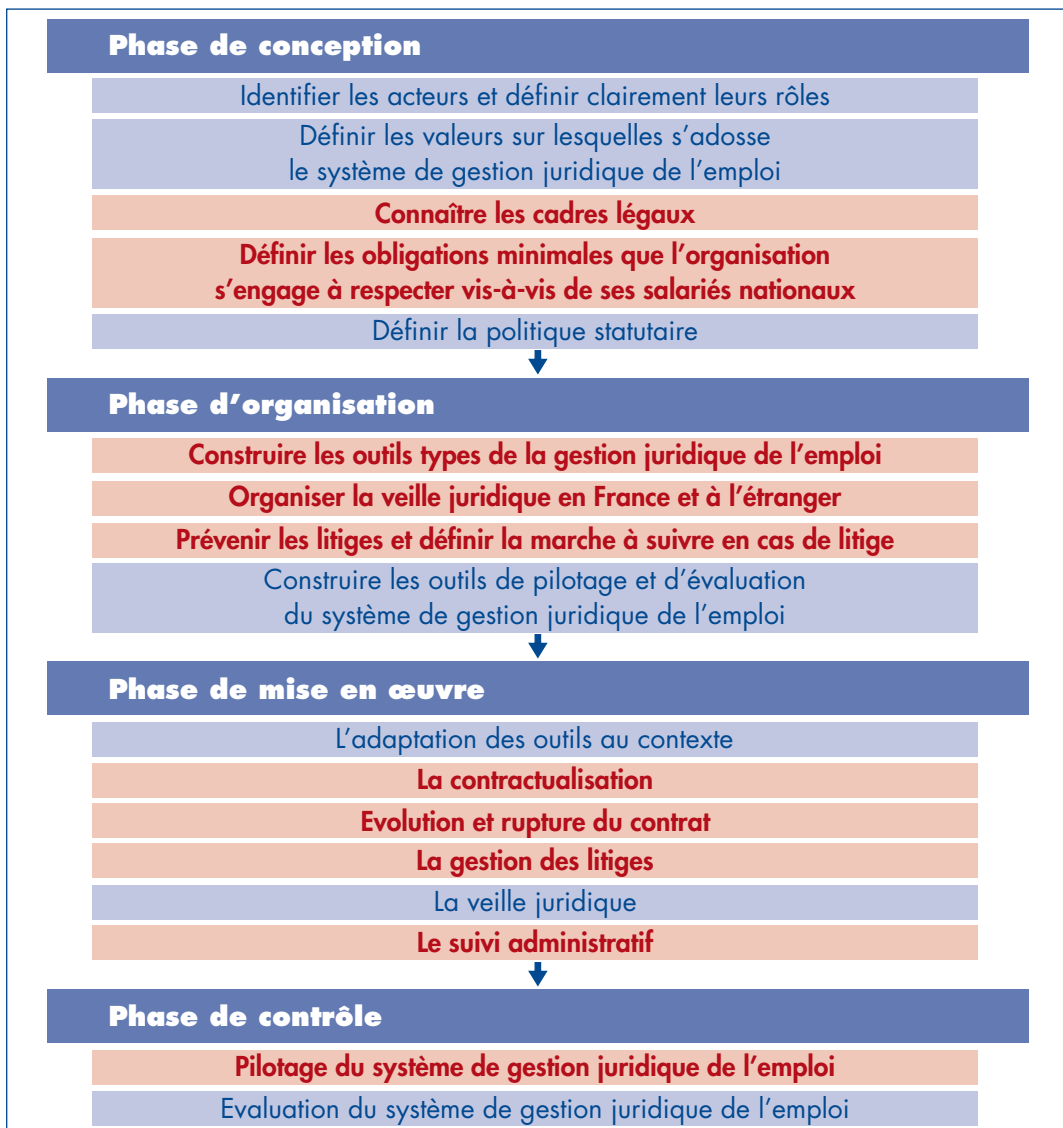 Phase de conception
Identifier les acteurs et définir clairement leurs rôles
Définir les valeurs sur lesquelles s’adosse
le système de gestion juridique de l’emploi
Connaître les cadres légaux
Définir les obligations minimales que l’organisation
s’engage à respecter vis-à-vis de ses salariés nationaux
Définir la politique statutaire
Phase d’organisation
Construire les outils types de la gestion juridique de l’emploi
Organiser la veille juridique en France et à l’étranger
Prévenir les litiges et définir la marche à suivre en cas de litige
Construire les outils de pilotage et d’évaluation
du système de gestion juridique de l’emploi
Phase de mise en œuvre
L’adaptation des outils au contexte
La contractualisation
Evolution et rupture du contrat
La gestion des litiges
La veille juridique
Le suivi administratif
Phase de contrôle
Pilotage du système de gestion juridique de l’emploi
Evaluation du système de gestion juridique de l’emploi